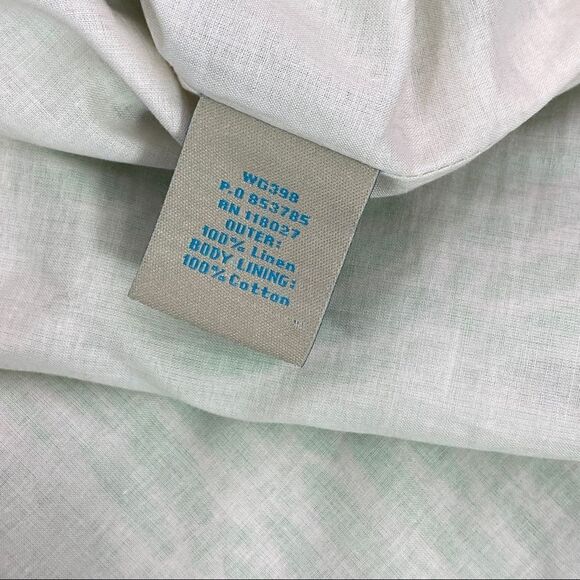 WG398
P.O 853785
RN 118027
OUTER:
100% Linen
BODY LINING:
100% Cotton